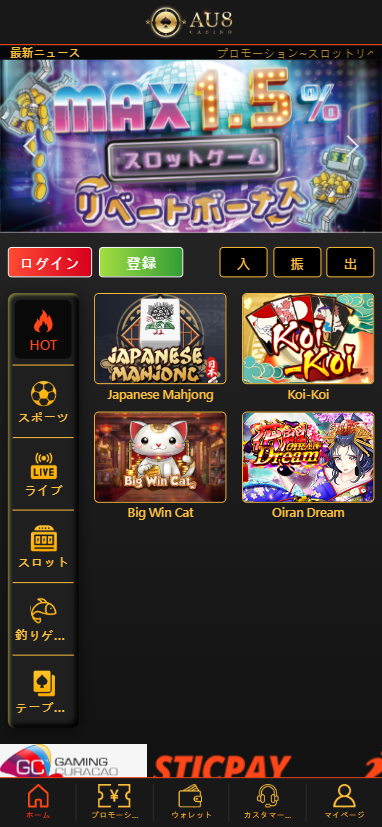 AU8
CASINO
最新ニュース
プロモーション~スロットリベ
MAX1.5%
スロットゲーム
リベートボーナス
ログイン
登録
入
振
出
HOT
スポーツ
LIVE
ライブ
スロット
釣りゲ...
テーブ...
JAPANESE
MAHJONG
Japanese Mahjong
KOI
-KOI
Koi-Koi
Big Win Cat
Big Win Cat
OIRAN
DREAM
Oiran Dream
GC
GAMING
CURACAO
STICPAY
ホーム
プロモーシ...
ウォレット
カスタマー...
マイページ